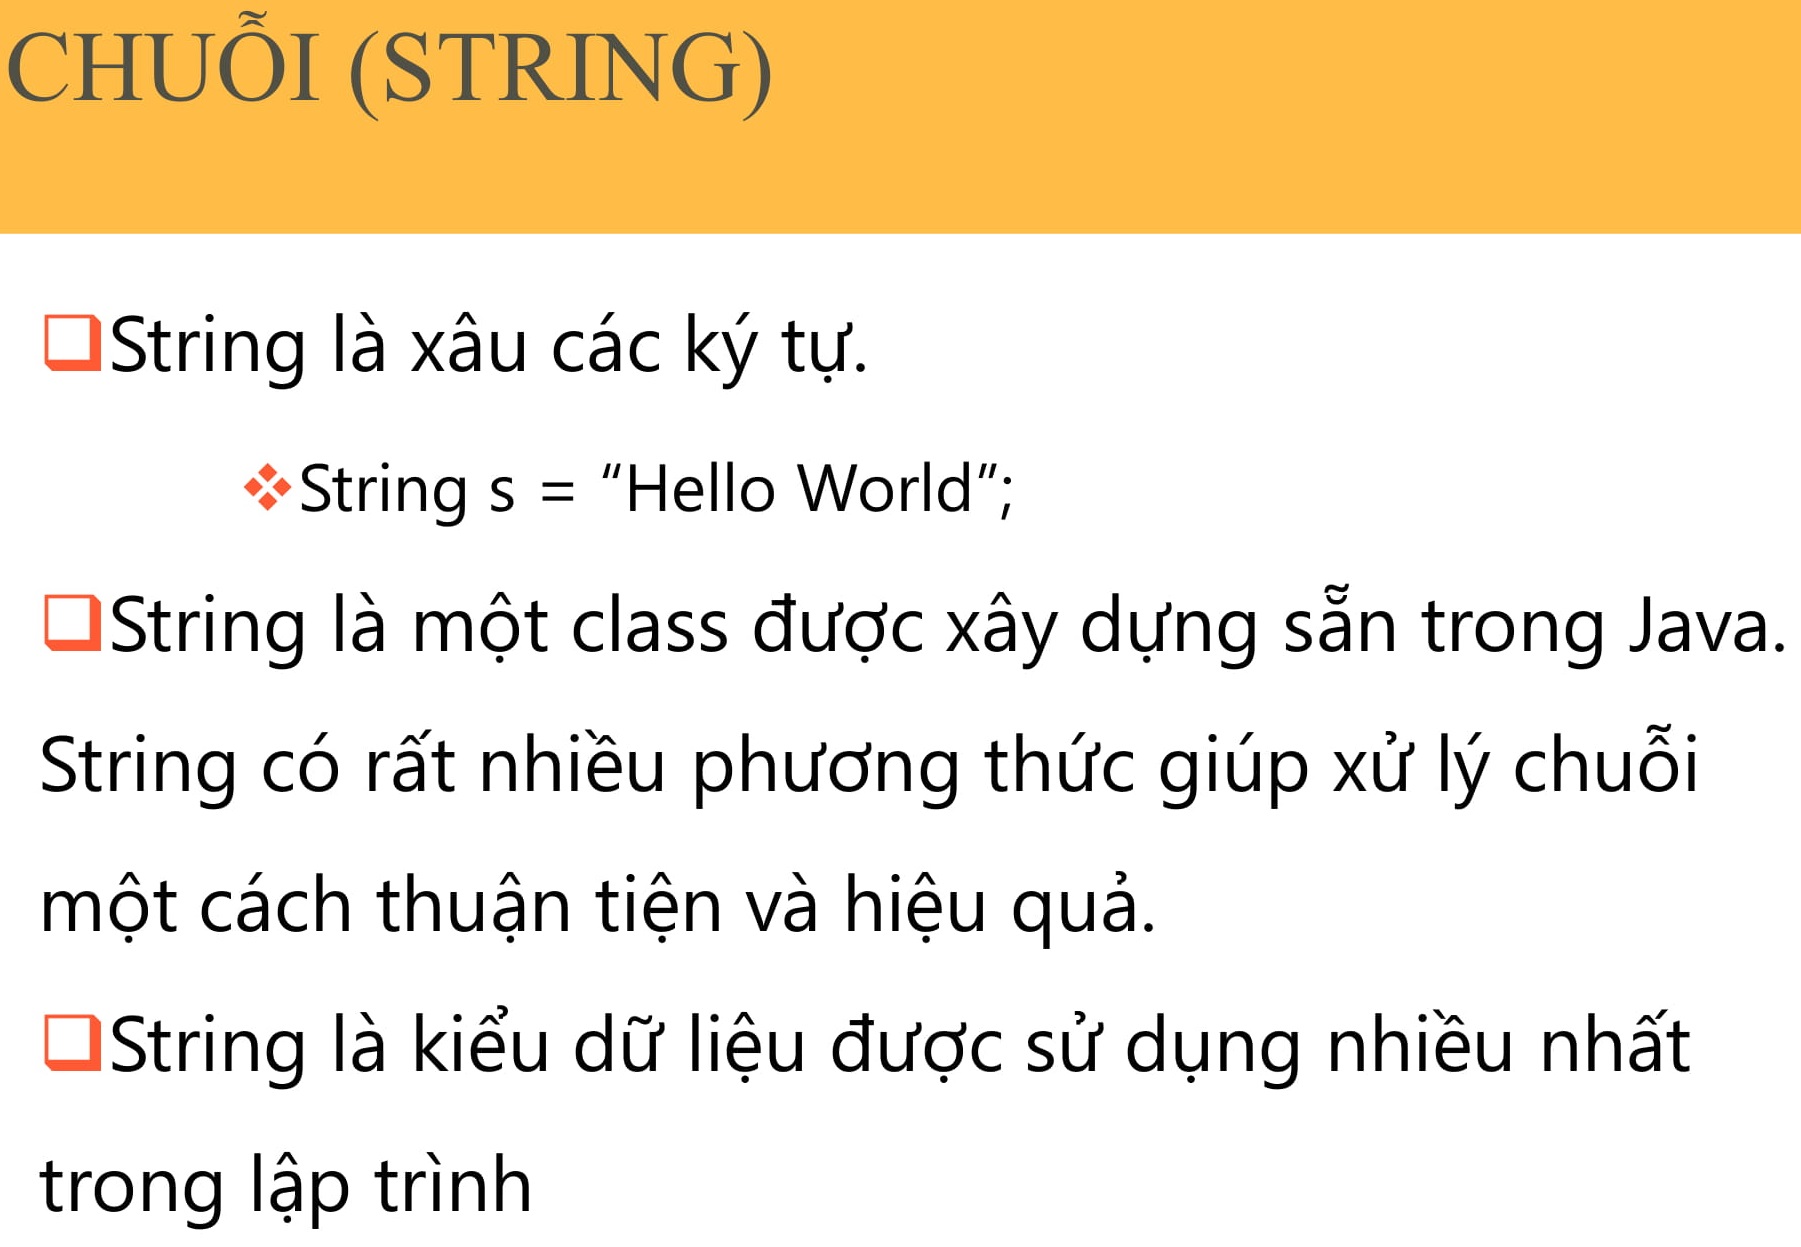 CHUỖI (STRING)
String là xâu các ký tự.
String s = “Hello World”;
String là một class được xây dựng sẵn trong Java.
String có rất nhiều phương thức giúp xử lý chuỗi
một cách thuận tiện và hiệu quả.
String là kiểu dữ liệu được sử dụng nhiều nhất
trong lập trình